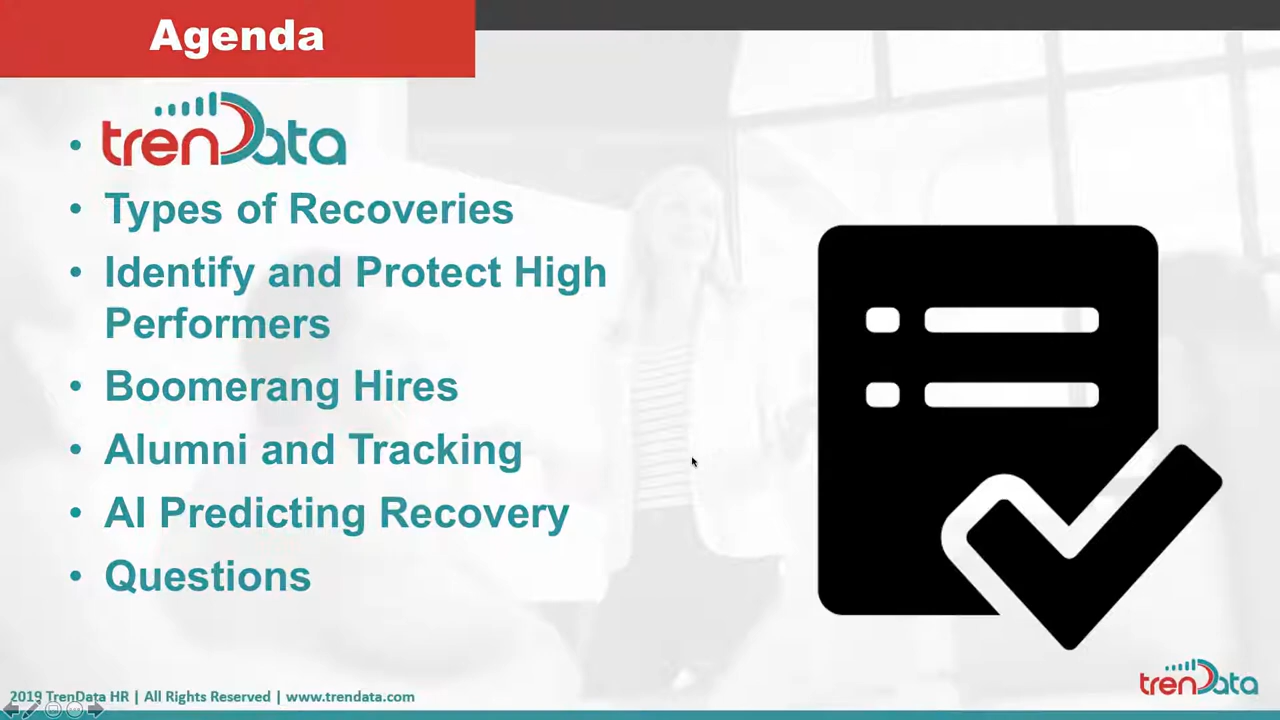 Agenda
• trenData
• Types of Recoveries
• Identify and Protect High
Performers
• Boomerang Hires
• Alumni and Tracking
• AI Predicting Recovery
• Questions
2019 TrenData HR | All Rights Reserved | www.trendata.com
trenData